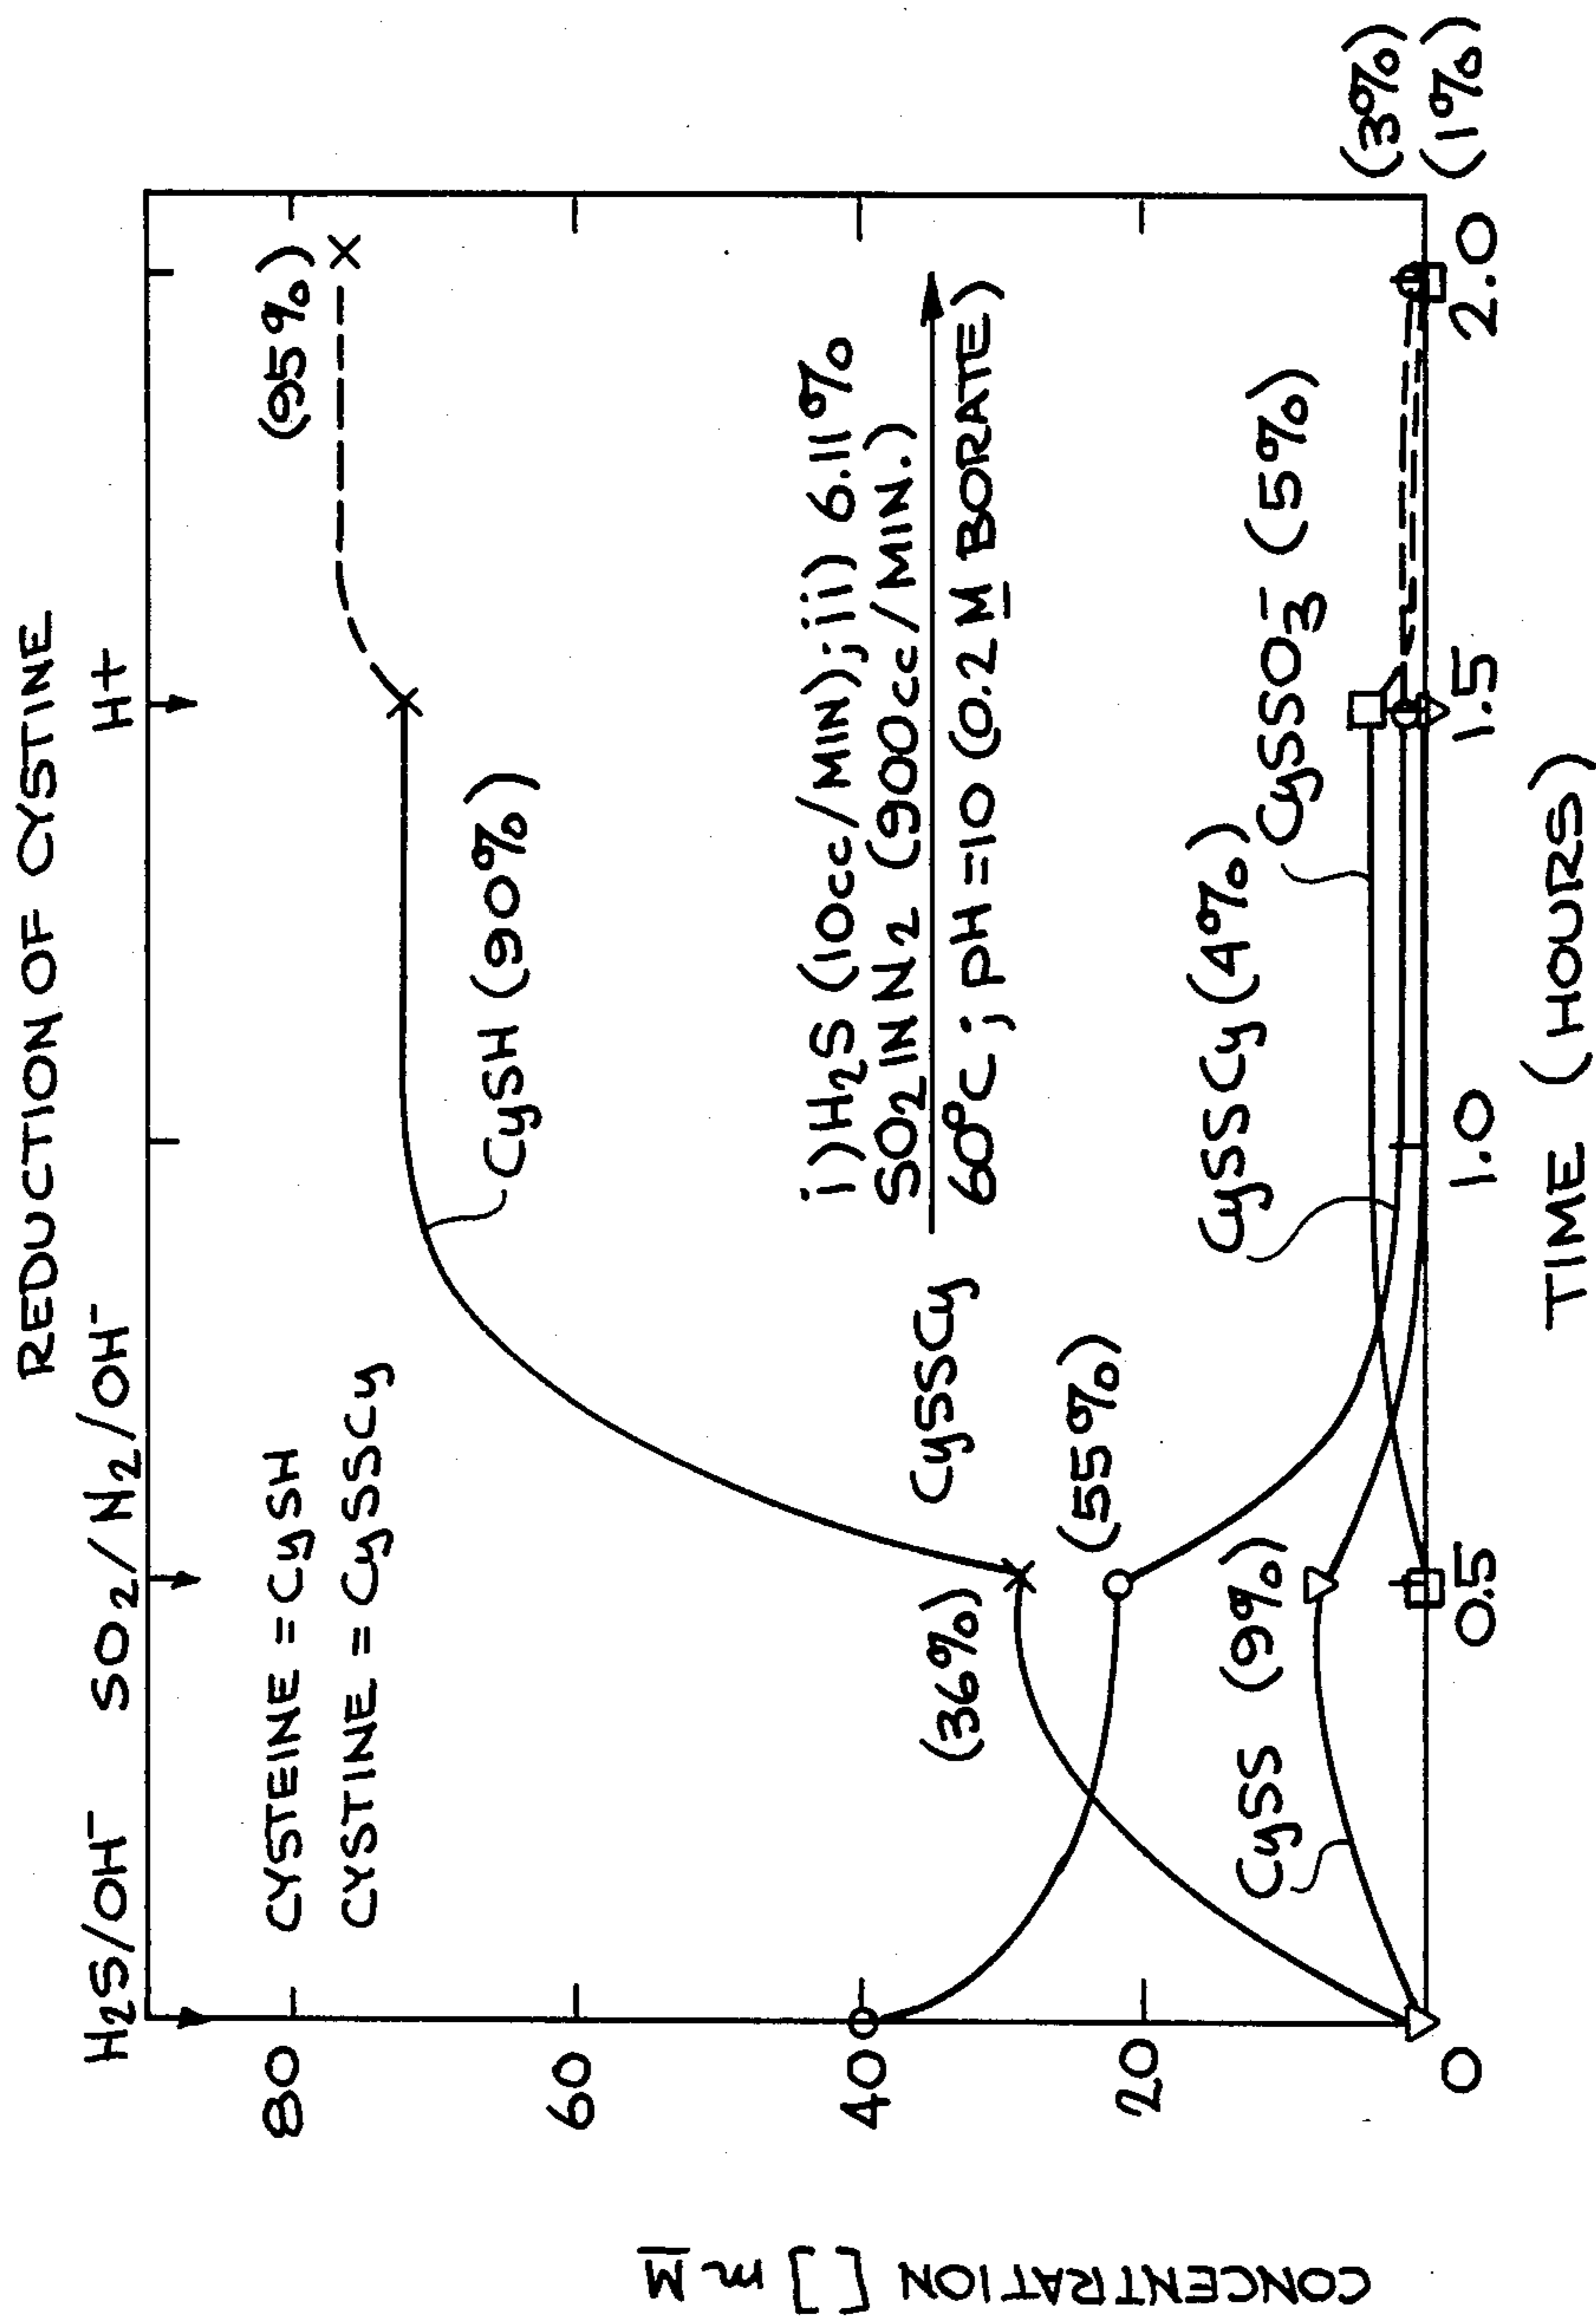 REDUCTION OF CYSTINE
H2S/OH⁻ SO2/N2/OH⁻ H+
CYSTEINE = CySH
CYSTINE = CySSCy
(95%)
CySH (90%)
(36%)
CySSCy
i) H2S (10cc/MIN); ii) 6.11%
SO2 IN N2 (900cc/MIN.)
60°C; pH = 10 (0.2 M BORATE)
(55%)
CySS (9%)
CySSCy (4%)
CySSO3⁻ (5%)
(3%)
(1%)
80
60
40
20
0
0.5
1.0
1.5
2.0
TIME (HOURS)
CONCENTRATION [ ] mM